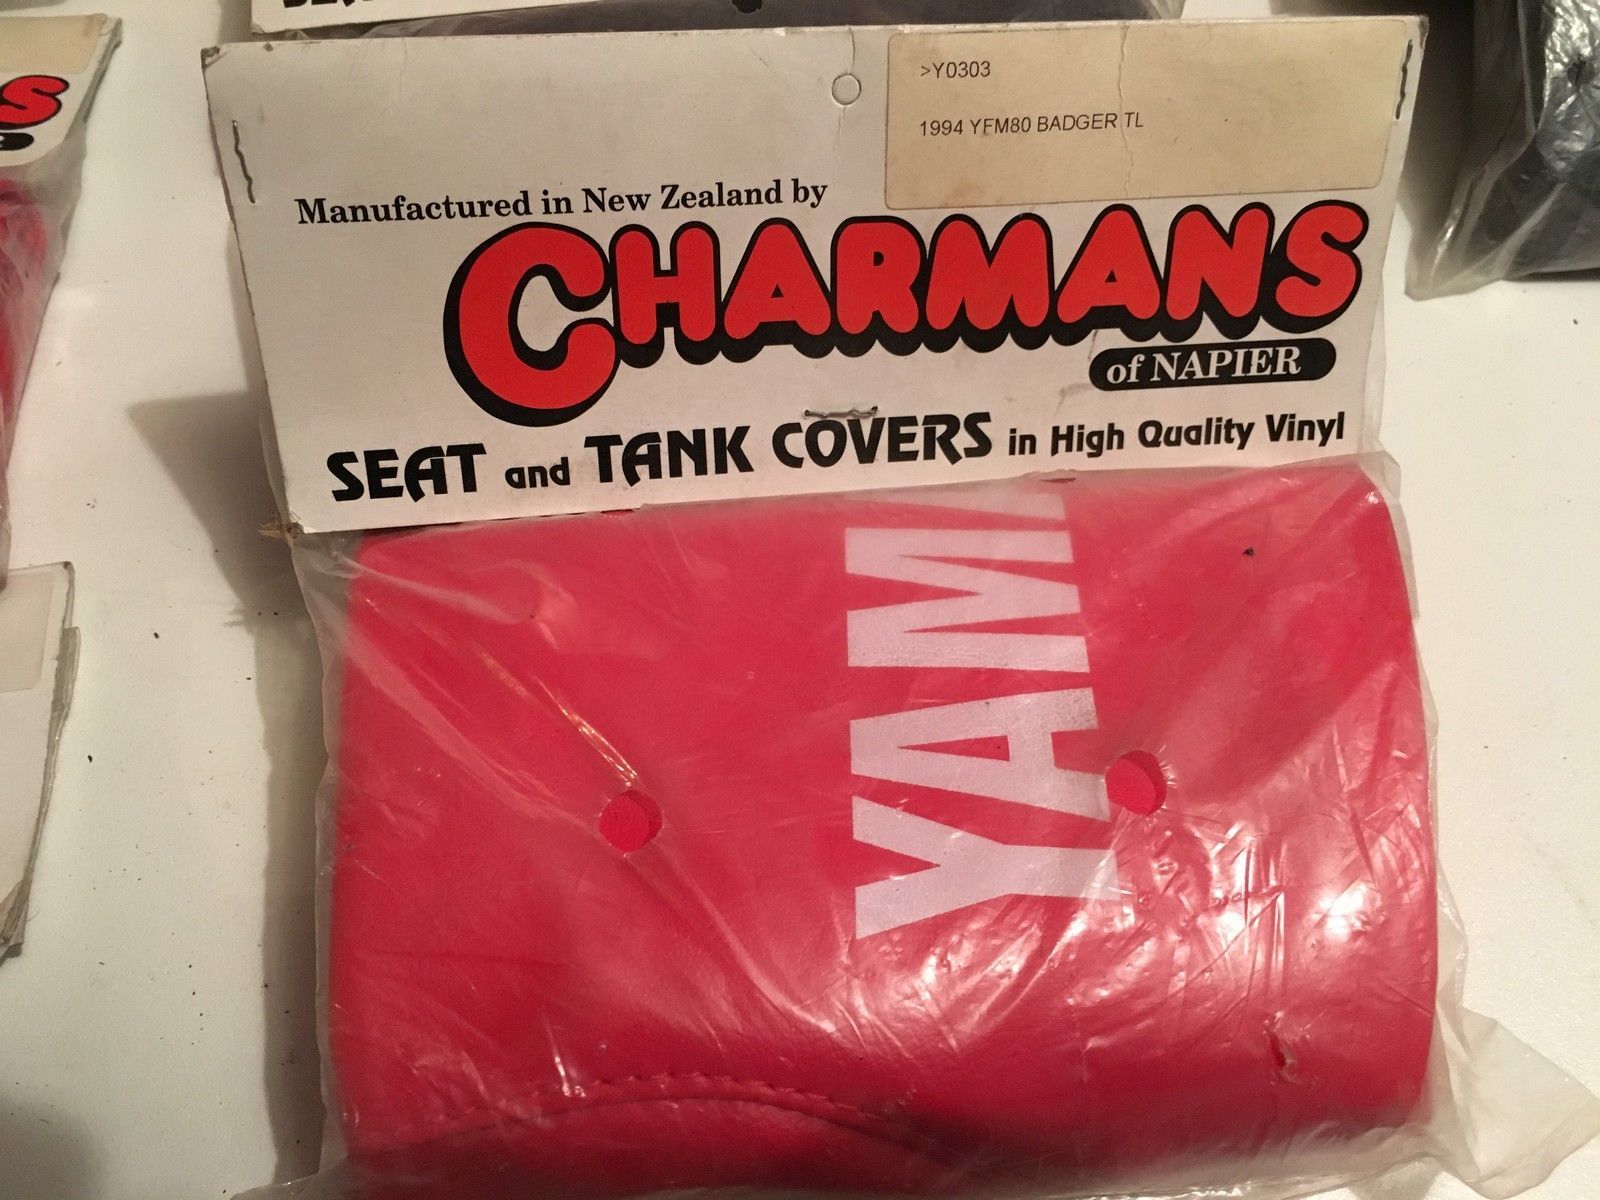 >Y0303
1994 YFM80 BADGER TL
Manufactured in New Zealand by
CHARMANS
of NAPIER
SEAT and TANK COVERS in High Quality Vinyl
YAMA